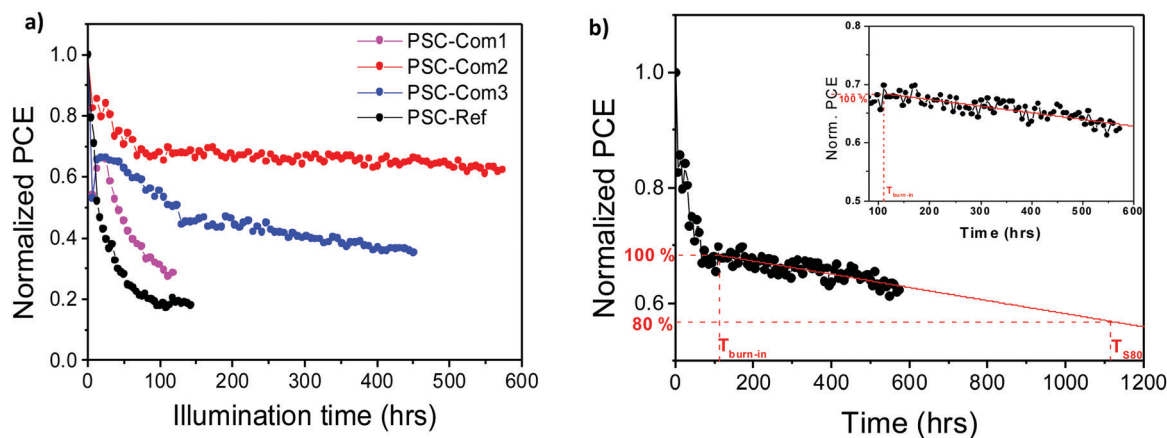 a)
PSC-Com1
PSC-Com2
PSC-Com3
PSC-Ref
Normalized PCE
1.0
0.8
0.6
0.4
0.2
0.0
0 100 200 300 400 500 600
Illumination time (hrs)
b)
Normalized PCE
1.0
0.8
0.6
100 %
80 %
T burn-in
T S80
0 200 400 600 800 1000 1200
Time (hrs)
Norm. PCE
0.8
0.7
0.6
0.5
100 %
T burn-in
100 200 300 400 500 600
Time (hrs)